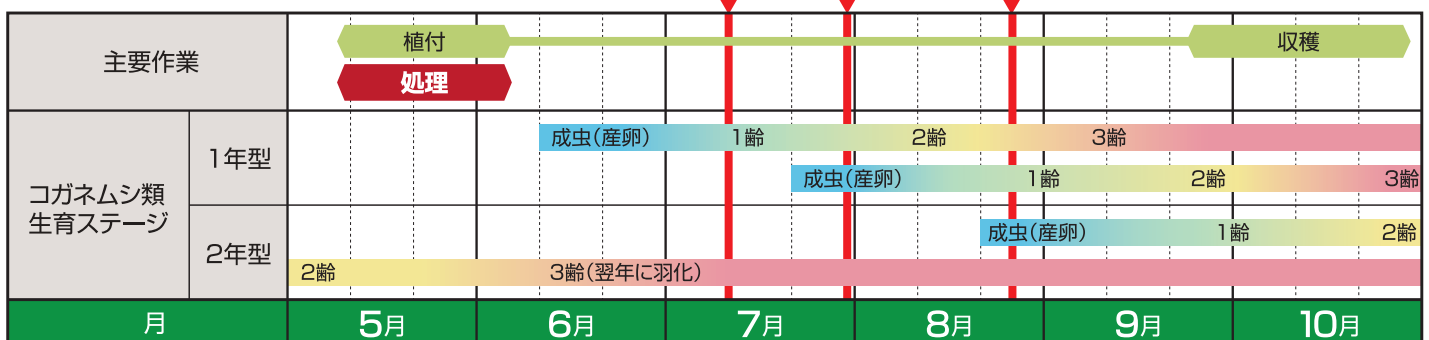 主要作業
植付
収穫
処理
コガネムシ類
生育ステージ
1年型
成虫(産卵)
1齢
2齢
3齢
成虫(産卵)
1齢
2齢
3齢
2年型
成虫(産卵)
1齢
2齢
2齢
3齢(翌年に羽化)
月
5月
6月
7月
8月
9月
10月